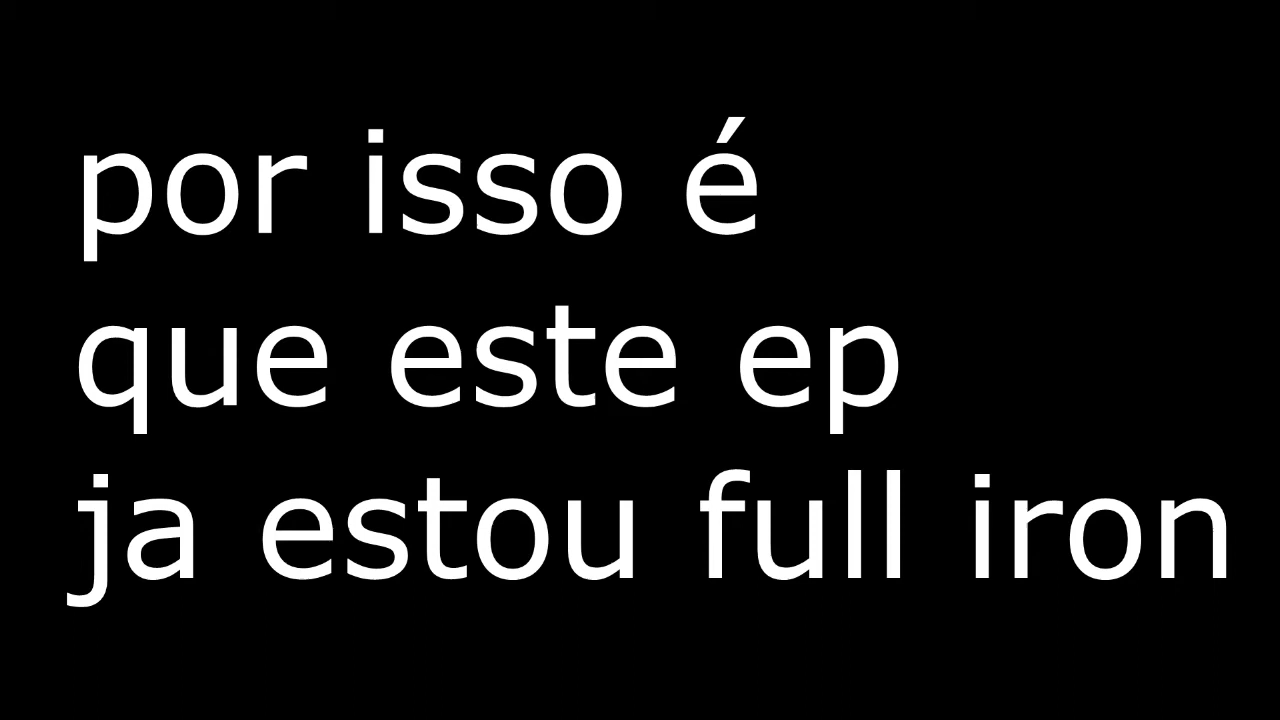 por isso é
que este ep
ja estou full iron